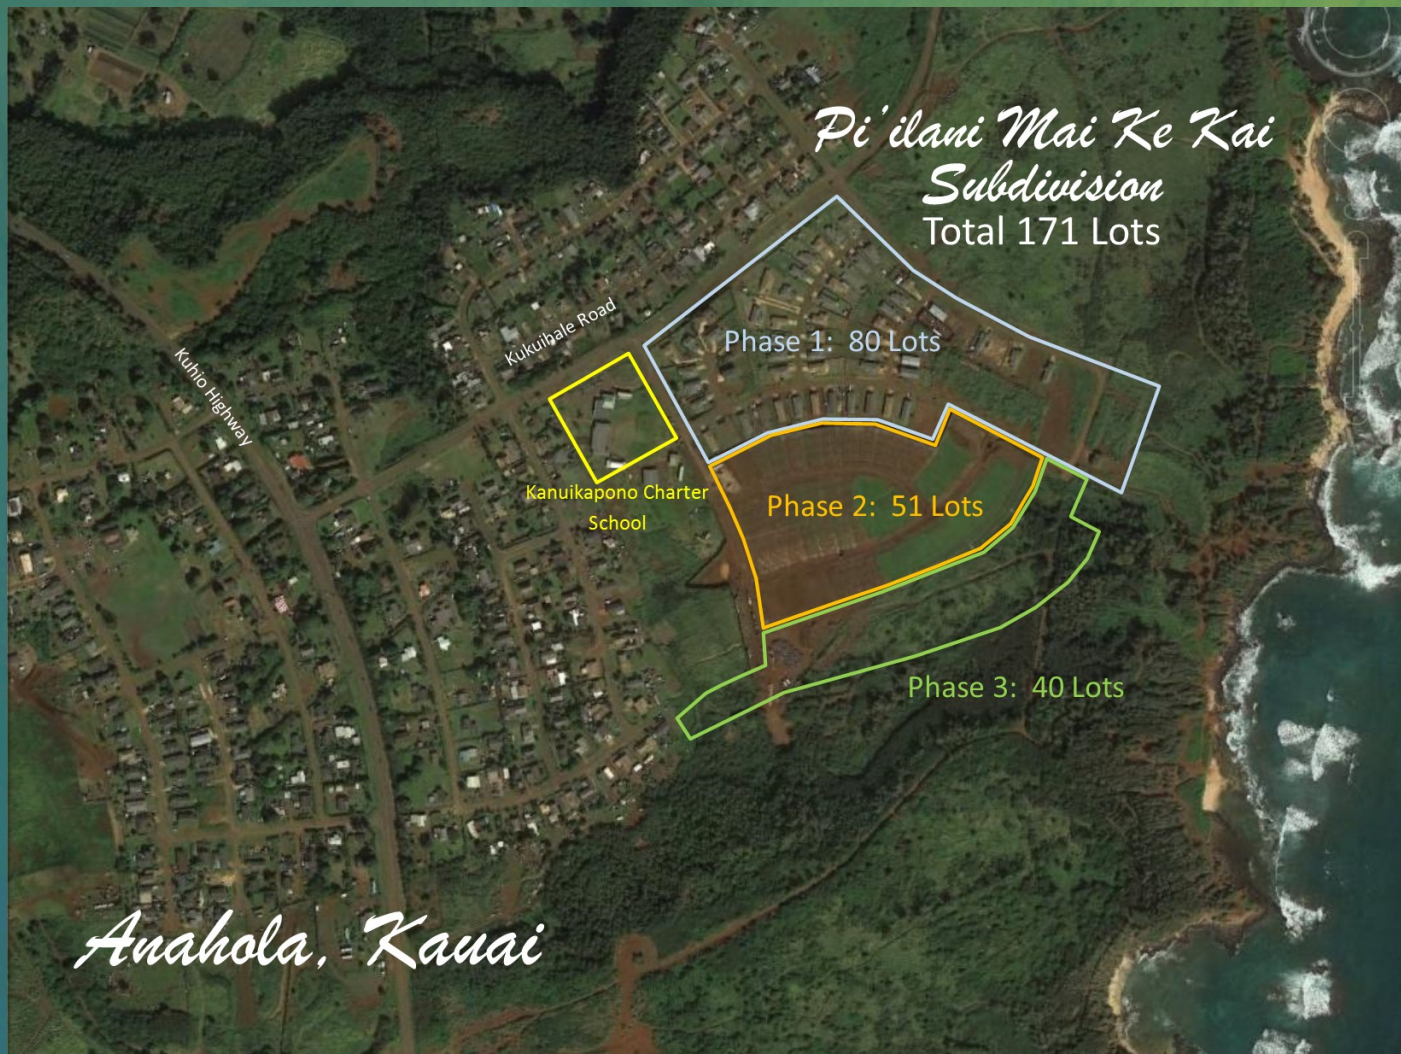 Pi'ilani Mai Ke Kai
Subdivision
Total 171 Lots
Kukuihale Road
Phase 1:  80 Lots
Kuhio Highway
Kanuikapono Charter
School
Phase 2:  51 Lots
Phase 3:  40 Lots
Anahola, Kauai